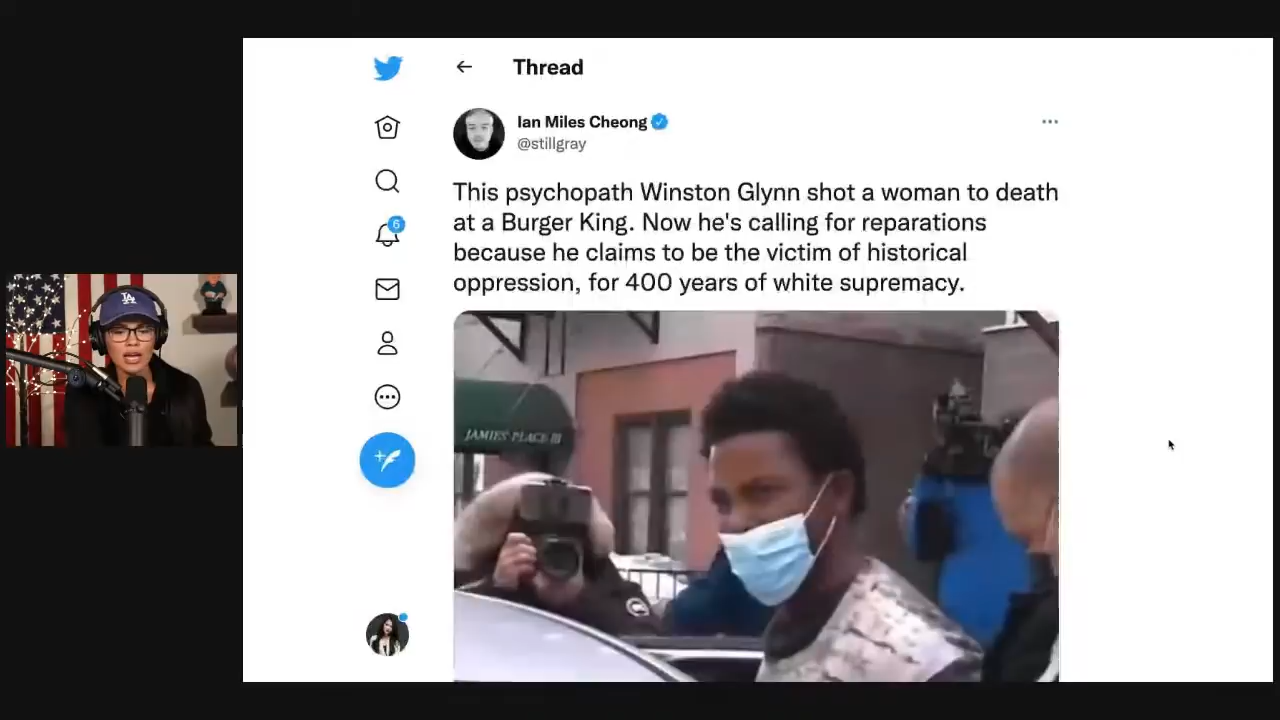 Thread
Ian Miles Cheong
@stillgray
This psychopath Winston Glynn shot a woman to death
at a Burger King. Now he's calling for reparations
because he claims to be the victim of historical
oppression, for 400 years of white supremacy.
6
JAMIES PLACE III
LA